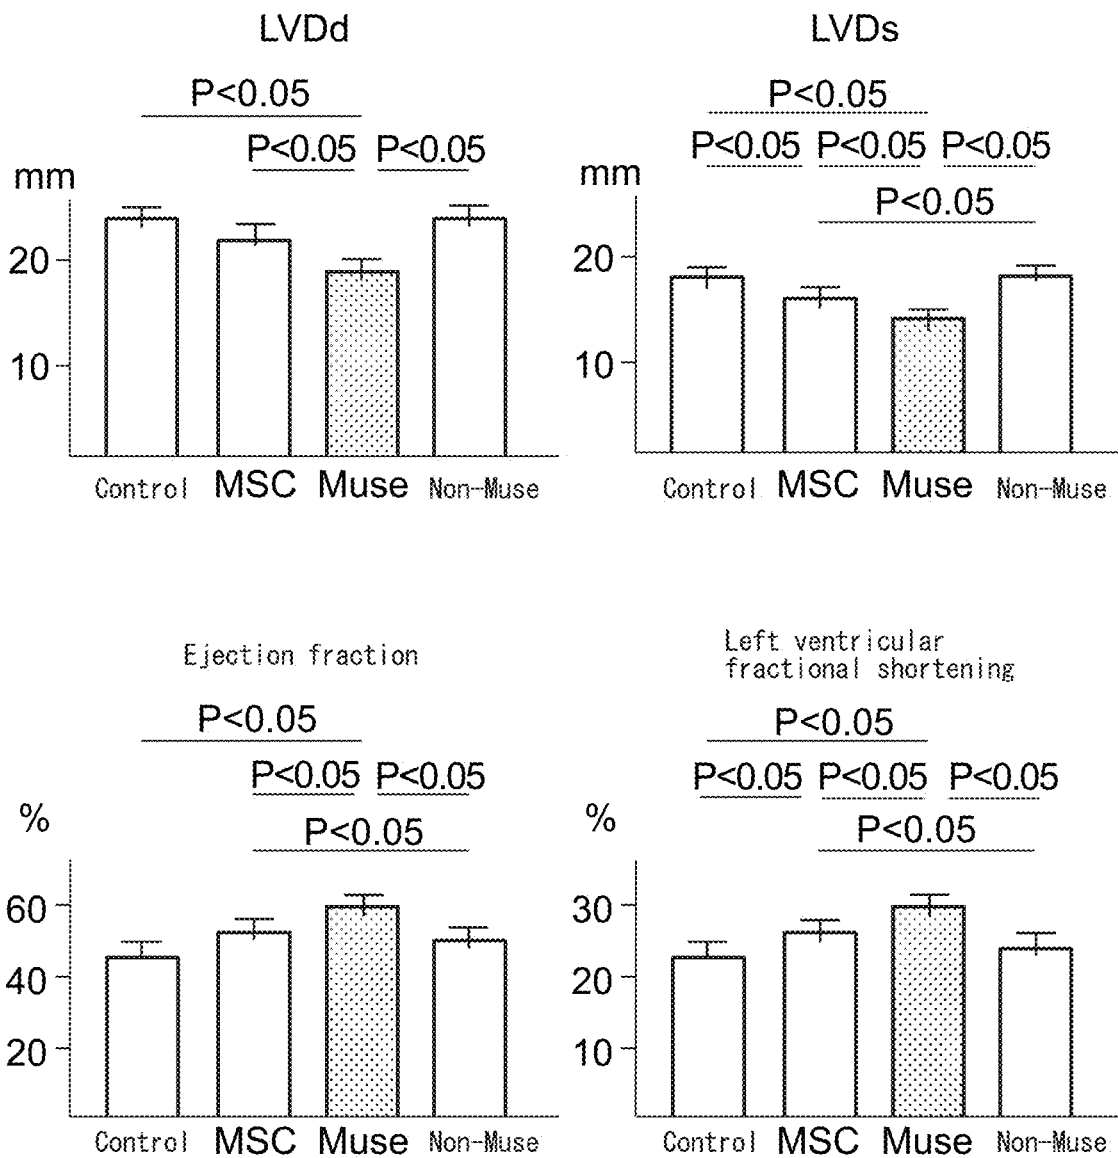 LVDd
P<0.05
P<0.05 P<0.05
mm
20
10
Control MSC Muse Non-Muse
LVDs
P<0.05
P<0.05 P<0.05 P<0.05
mm
P<0.05
20
10
Control MSC Muse Non-Muse
Ejection fraction
P<0.05
P<0.05 P<0.05
%
P<0.05
60
40
20
Control MSC Muse Non-Muse
Left ventricular
fractional shortening
P<0.05
P<0.05 P<0.05 P<0.05
%
P<0.05
30
20
10
Control MSC Muse Non-Muse